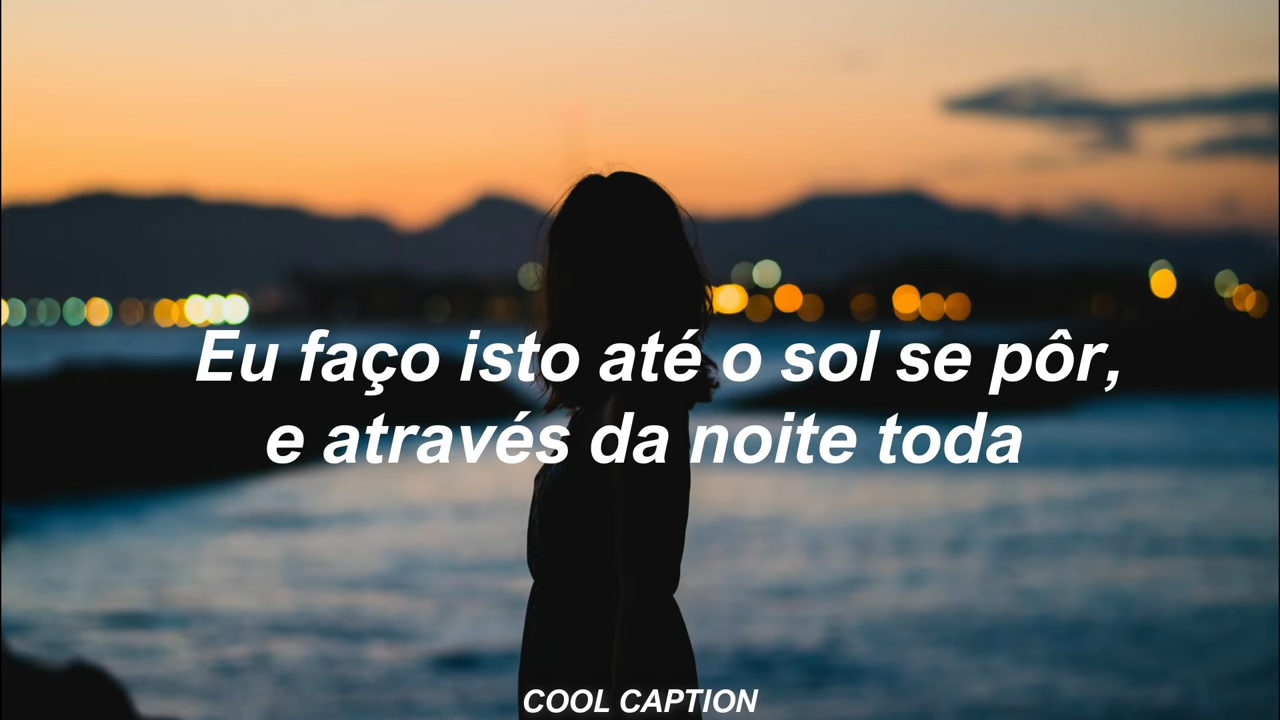 Eu faço isto até o sol se pôr,
e através da noite toda
COOL CAPTION